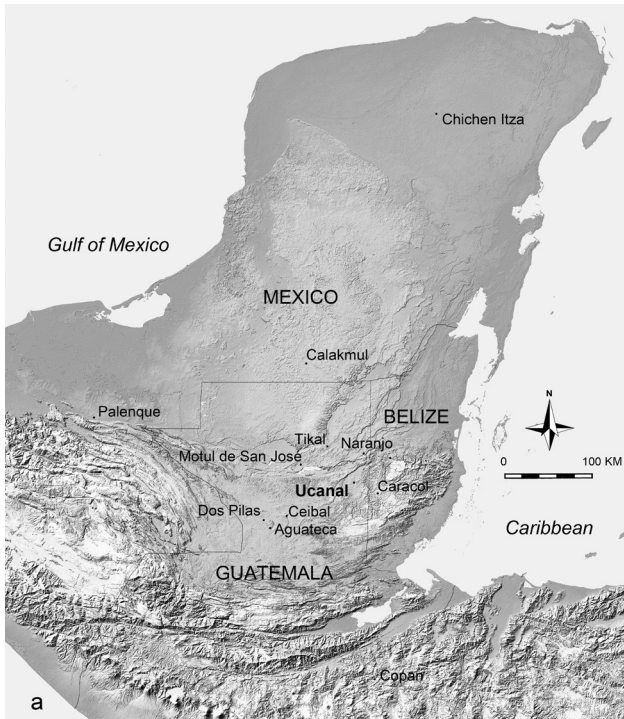 Chichen Itza
Gulf of Mexico
MEXICO
Calakmul
Palenque
BELIZE
N
Tikal
Naranjo
Motul de San José
0
100 KM
Ucanal
Caracol
Dos Pilas
Ceibal
Aguateca
Caribbean
GUATEMALA
Copan
a